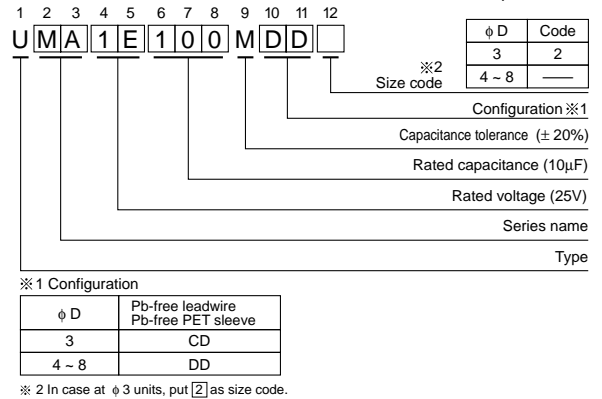 1 2 3 4 5 6 7 8 9 10 11 12
U M A 1 E 1 0 0 M D D
φ D Code
3 2
4 ~ 8 ——
※2
Size code
Configuration ※1
Capacitance tolerance (± 20%)
Rated capacitance (10µF)
Rated voltage (25V)
Series name
Type
※1 Configuration
φ D Pb-free leadwire
Pb-free PET sleeve
3 CD
4 ~ 8 DD
※ 2 In case at φ 3 units, put 2 as size code.